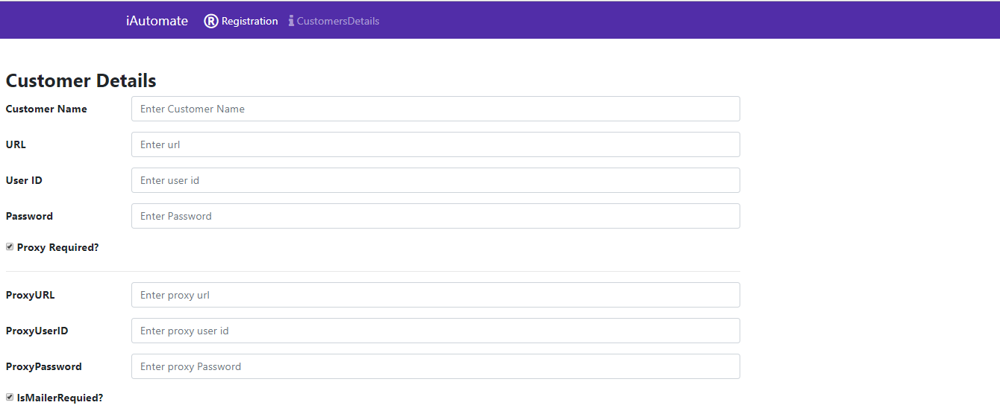 iAutomate ® Registration CustomersDetails
Customer Details
Customer Name Enter Customer Name
URL Enter url
User ID Enter user id
Password Enter Password
Proxy Required?
ProxyURL Enter proxy url
ProxyUserID Enter proxy user id
ProxyPassword Enter proxy Password
IsMailerRequied?